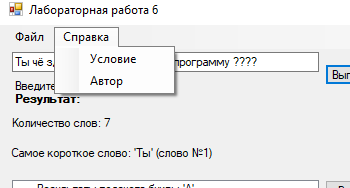 Лабораторная работа 6
Файл Справка
Условие
Автор
Ты чё программу ????
Введите
Результат:
Количество слов: 7
Самое короткое слово: 'Ты' (слово №1)